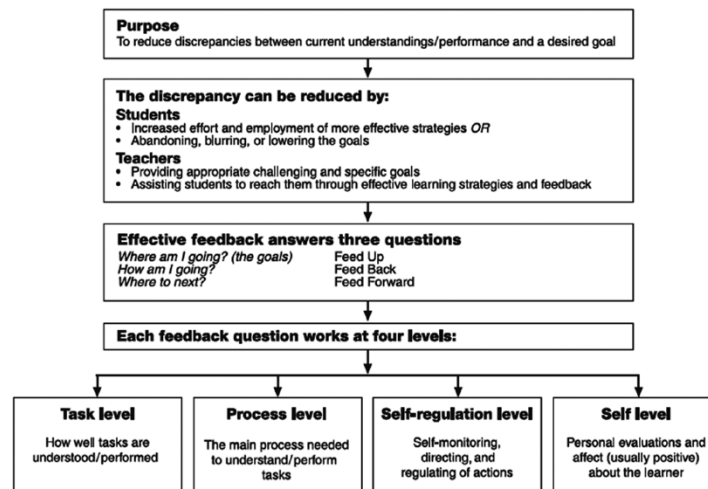 Purpose
To reduce discrepancies between current understandings/performance and a desired goal
The discrepancy can be reduced by:
Students
• Increased effort and employment of more effective strategies OR
• Abandoning, blurring, or lowering the goals
Teachers
• Providing appropriate challenging and specific goals
• Assisting students to reach them through effective learning strategies and feedback
Effective feedback answers three questions
Where am I going? (the goals) Feed Up
How am I going? Feed Back
Where to next? Feed Forward
Each feedback question works at four levels:
Task level
How well tasks are
understood/performed
Process level
The main process needed
to understand/perform
tasks
Self-regulation level
Self-monitoring,
directing, and
regulating of actions
Self level
Personal evaluations and
affect (usually positive)
about the learner